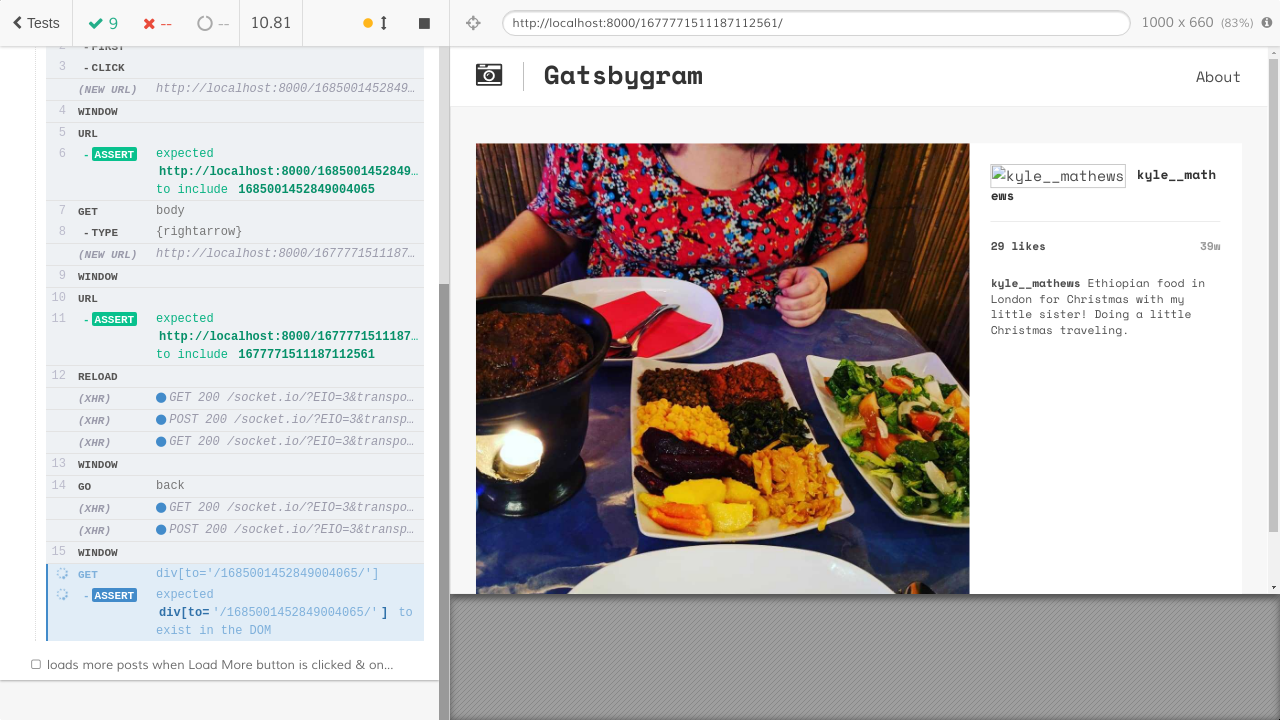 Tests
9
--
--
10.81
http://localhost:8000/1677771511187112561/
1000 x 660 (83%)
2 - FIRST
3 - CLICK
(NEW URL) http://localhost:8000/1685001452849…
4 WINDOW
5 URL
6 - ASSERT expected
http://localhost:8000/1685001452849…
to include 1685001452849004065
7 GET body
8 - TYPE {rightarrow}
(NEW URL) http://localhost:8000/1677771511187…
9 WINDOW
10 URL
11 - ASSERT expected
http://localhost:8000/1677771511187…
to include 1677771511187112561
12 RELOAD
(XHR) GET 200 /socket.io/?EIO=3&transpo…
(XHR) POST 200 /socket.io/?EIO=3&transp…
(XHR) GET 200 /socket.io/?EIO=3&transpo…
13 WINDOW
14 GO back
(XHR) GET 200 /socket.io/?EIO=3&transpo…
(XHR) POST 200 /socket.io/?EIO=3&transp…
15 WINDOW
GET div[to='/1685001452849004065/']
- ASSERT expected
div[to='/1685001452849004065/'] to
exist in the DOM
loads more posts when Load More button is clicked & on...
Gatsbygram
About
kyle__mathews kyle__math
ews
29 likes 39w
kyle__mathews Ethiopian food in
London for Christmas with my
little sister! Doing a little
Christmas traveling.